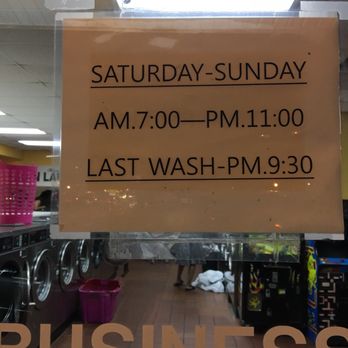 SATURDAY-SUNDAY
AM.7:00—PM.11:00
LAST WASH-PM.9:30
BUSINESS